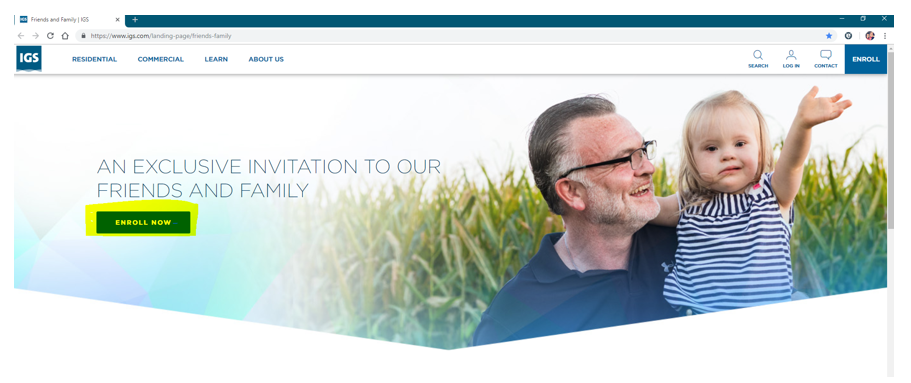 IGS Friends and Family | IGS
https://www.igs.com/landing-page/friends-family
IGS
RESIDENTIAL COMMERCIAL LEARN ABOUT US
SEARCH LOG IN CONTACT ENROLL
AN EXCLUSIVE INVITATION TO OUR
FRIENDS AND FAMILY
ENROLL NOW